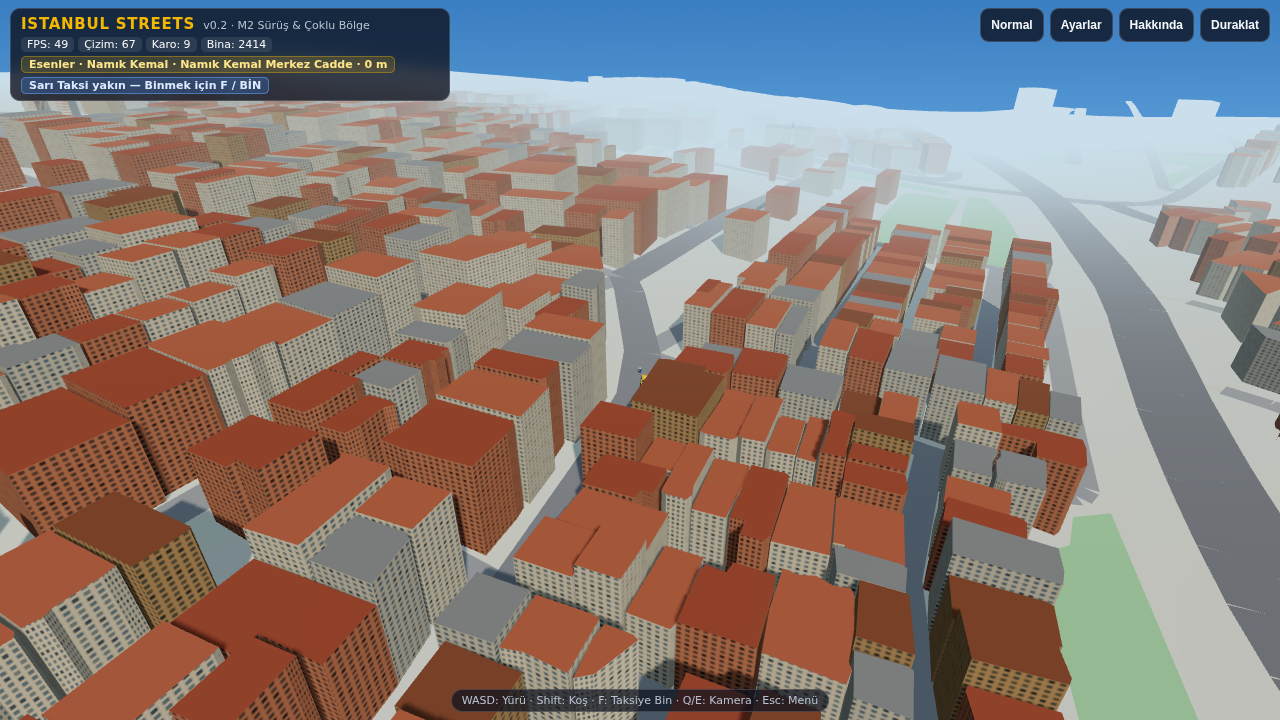 ISTANBUL STREETS v0.2 · M2 Sürüş & Çoklu Bölge
FPS: 49 Çizim: 67 Karo: 9 Bina: 2414
Esenler · Namık Kemal · Namık Kemal Merkez Cadde · 0 m
Sarı Taksi yakın — Binmek için F / BİN
Normal Ayarlar Hakkında Duraklat
WASD: Yürü · Shift: Koş · F: Taksiye Bin · Q/E: Kamera · Esc: Menü